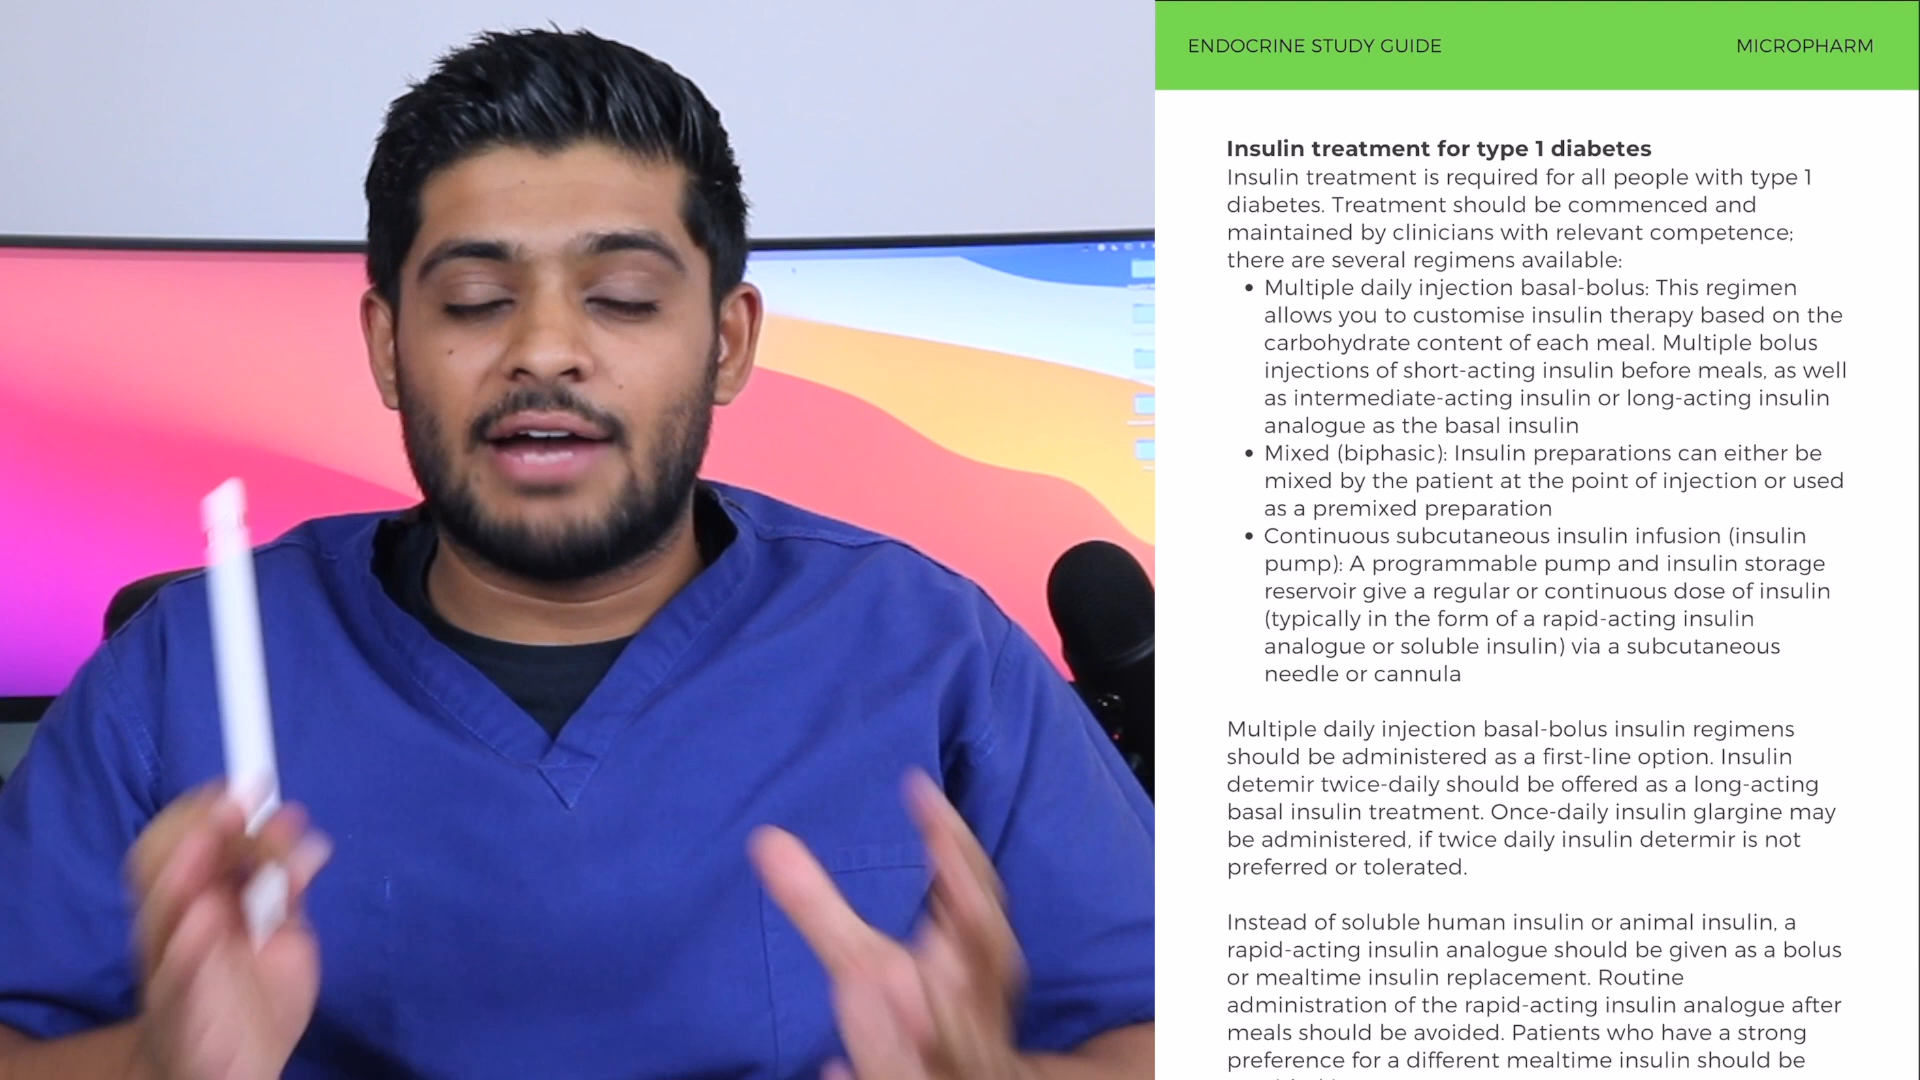 ENDOCRINE STUDY GUIDE
MICROPHARM
Insulin treatment for type 1 diabetes
Insulin treatment is required for all people with type 1
diabetes. Treatment should be commenced and
maintained by clinicians with relevant competence;
there are several regimens available:
• Multiple daily injection basal-bolus: This regimen
allows you to customise insulin therapy based on the
carbohydrate content of each meal. Multiple bolus
injections of short-acting insulin before meals, as well
as intermediate-acting insulin or long-acting insulin
analogue as the basal insulin
• Mixed (biphasic): Insulin preparations can either be
mixed by the patient at the point of injection or used
as a premixed preparation
• Continuous subcutaneous insulin infusion (insulin
pump): A programmable pump and insulin storage
reservoir give a regular or continuous dose of insulin
(typically in the form of a rapid-acting insulin
analogue or soluble insulin) via a subcutaneous
needle or cannula
Multiple daily injection basal-bolus insulin regimens
should be administered as a first-line option. Insulin
detemir twice-daily should be offered as a long-acting
basal insulin treatment. Once-daily insulin glargine may
be administered, if twice daily insulin determir is not
preferred or tolerated.
Instead of soluble human insulin or animal insulin, a
rapid-acting insulin analogue should be given as a bolus
or mealtime insulin replacement. Routine
administration of the rapid-acting insulin analogue after
meals should be avoided. Patients who have a strong
preference for a different mealtime insulin should be